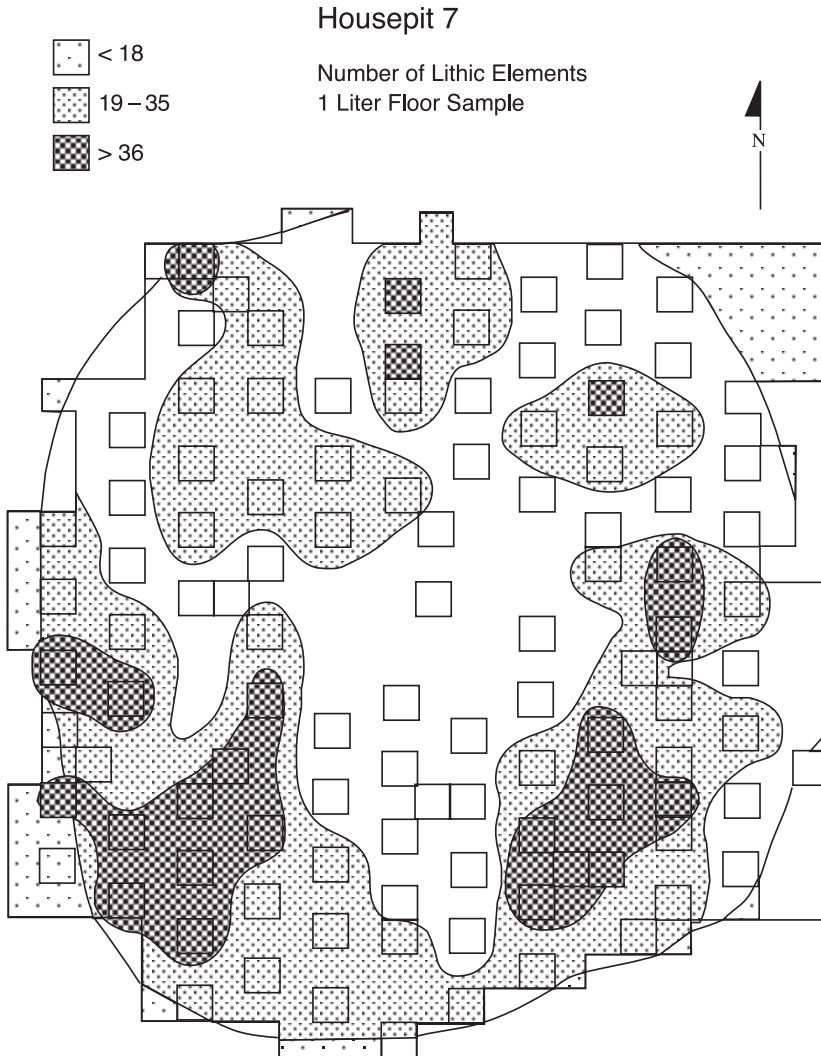 Housepit 7
Number of Lithic Elements
1 Liter Floor Sample
< 18
19 – 35
> 36
N